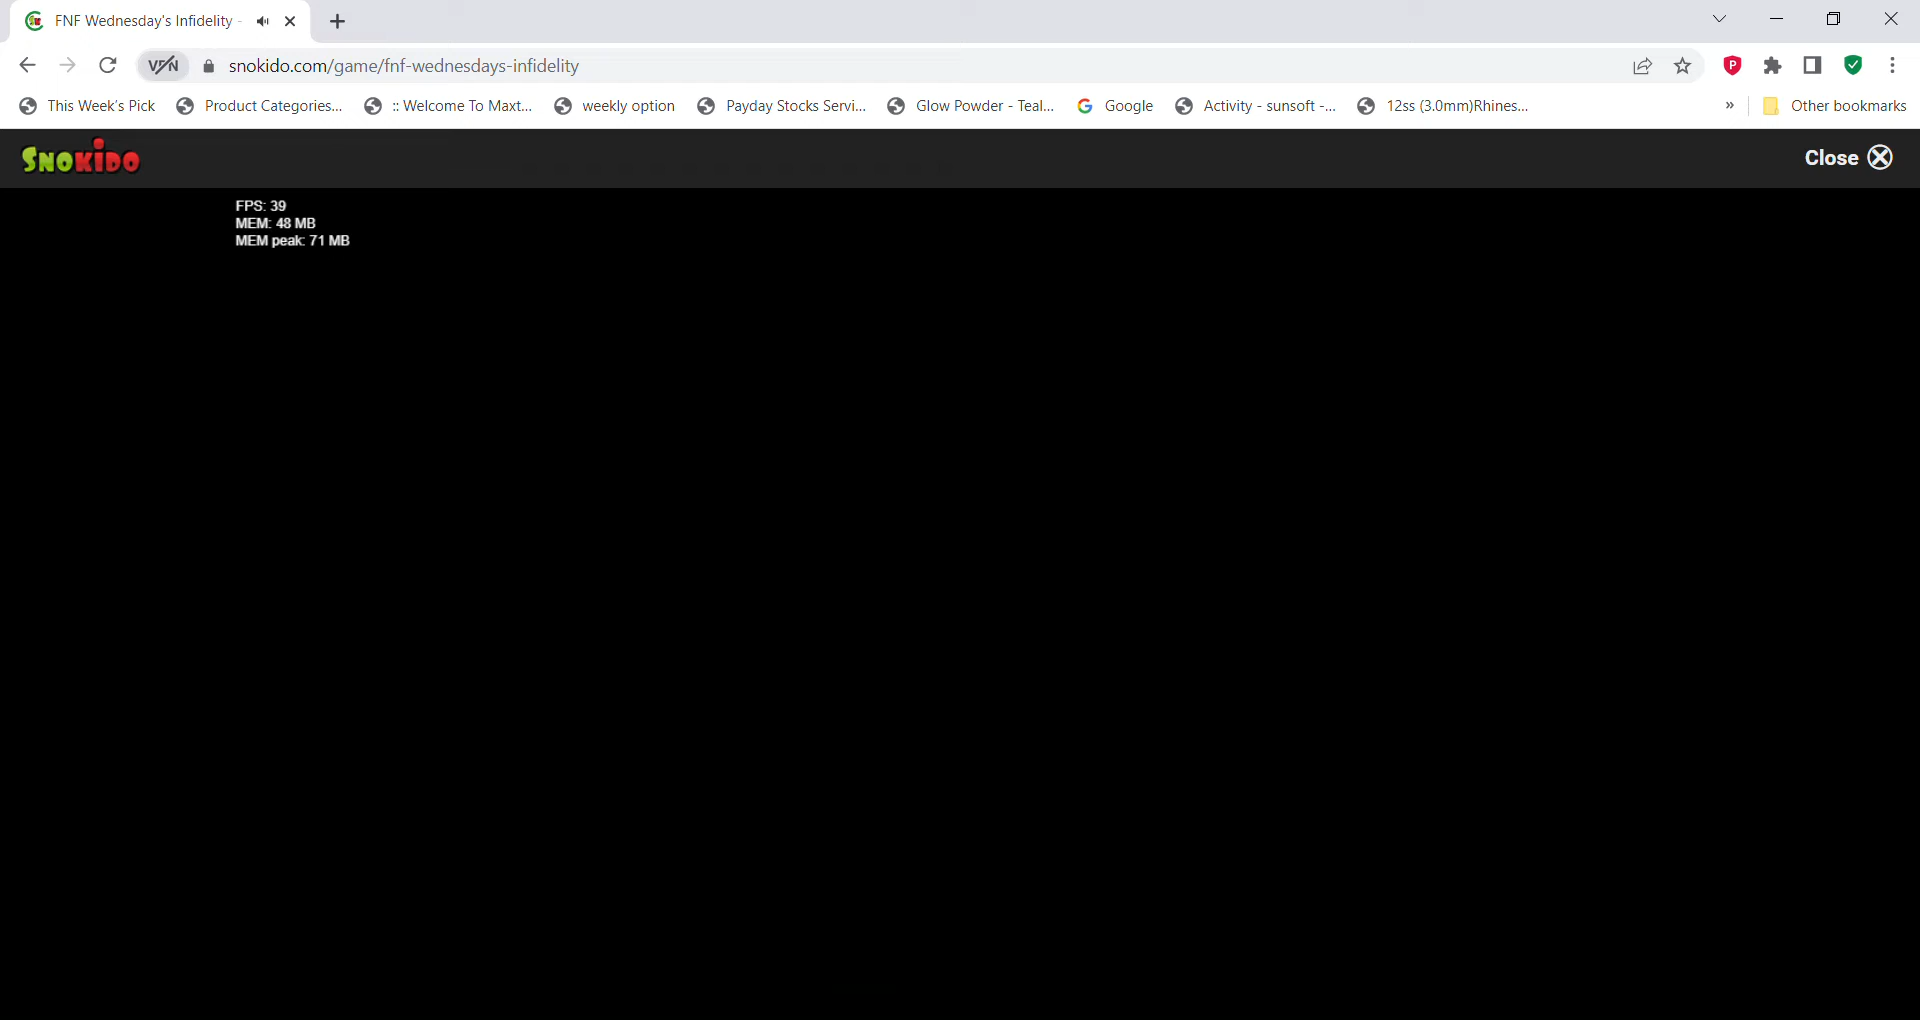 FNF Wednesday's Infidelity -
VPN
snokido.com/game/fnf-wednesdays-infidelity
This Week's Pick Product Categories... :: Welcome To Maxt... weekly option Payday Stocks Servi... Glow Powder - Teal... Google Activity - sunsoft -... 12ss (3.0mm)Rhines... » Other bookmarks
SNOKIDO
Close
FPS: 39
MEM: 48 MB
MEM peak: 71 MB